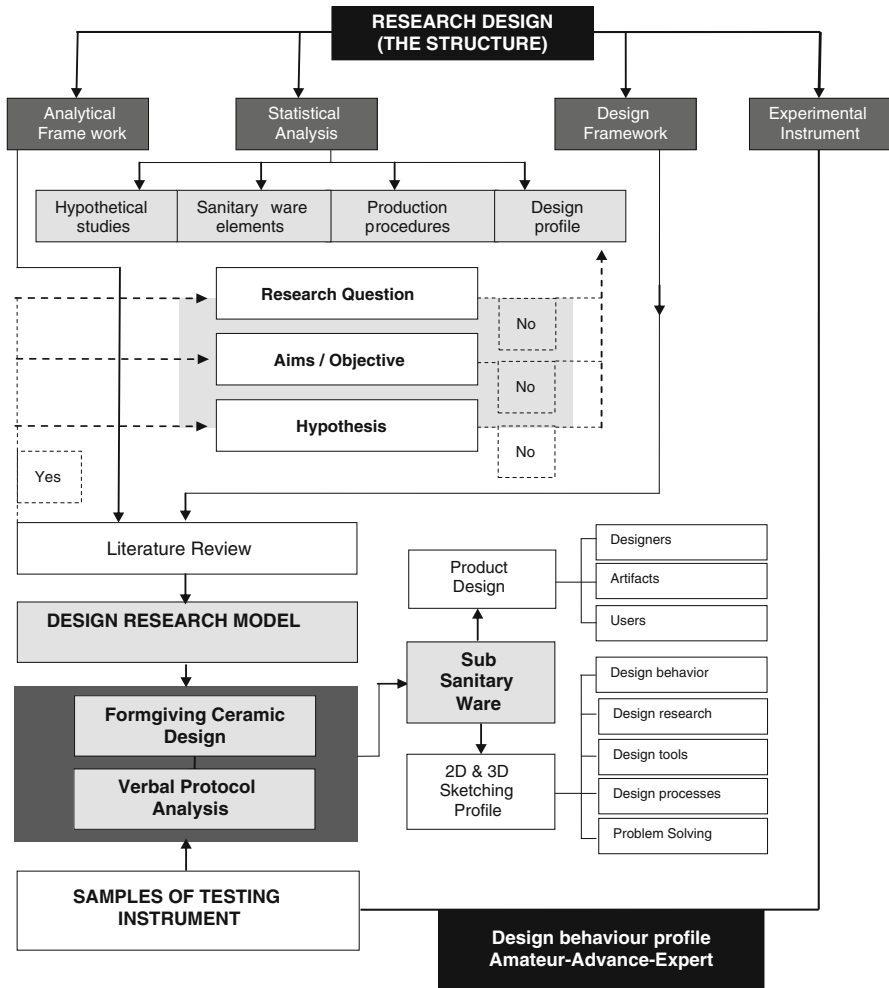 RESEARCH DESIGN
(THE STRUCTURE)
Analytical
Frame work
Statistical
Analysis
Design
Framework
Experimental
Instrument
Hypothetical
studies
Sanitary ware
elements
Production
procedures
Design
profile
Research Question
No
Aims / Objective
No
Hypothesis
No
Yes
Literature Review
DESIGN RESEARCH MODEL
Formgiving Ceramic
Design
Verbal Protocol
Analysis
SAMPLES OF TESTING
INSTRUMENT
Product
Design
Designers
Artifacts
Users
Sub
Sanitary
Ware
2D & 3D
Sketching
Profile
Design behavior
Design research
Design tools
Design processes
Problem Solving
Design behaviour profile
Amateur-Advance-Expert